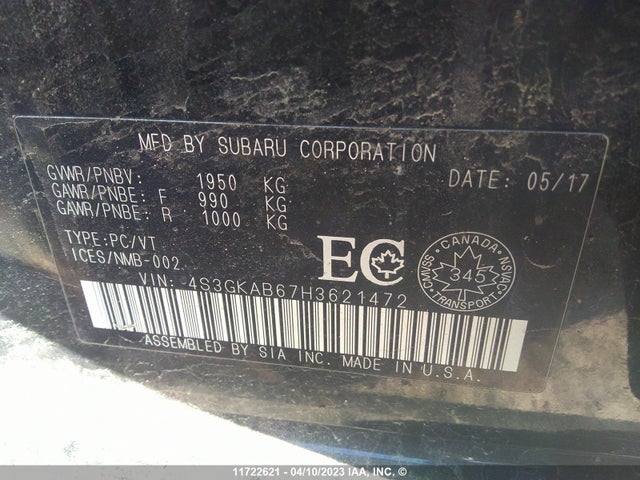 MFD BY SUBARU CORPORATION
GVWR/PNBV: 1950 KG DATE: 05/17
GAWR/PNBE: F 990 KG
GAWR/PNBE: R 1000 KG
TYPE:PC/VT
ICES/NMB-002
EC
CANADA
CMVSS NSVAC
345
TRANSPORT
VIN: 4S3GKAB67H3621472
ASSEMBLED BY SIA INC. MADE IN U.S.A.
11722621 - 04/10/2023 IAA, INC.